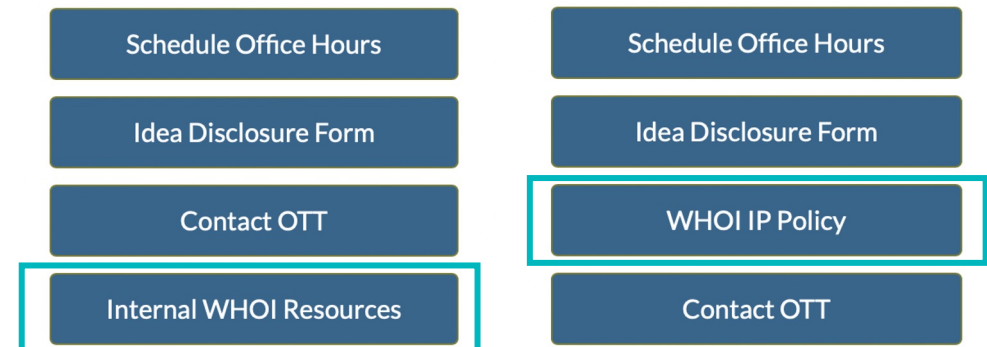 Schedule Office Hours
Idea Disclosure Form
Contact OTT
Internal WHOI Resources
Schedule Office Hours
Idea Disclosure Form
WHOI IP Policy
Contact OTT